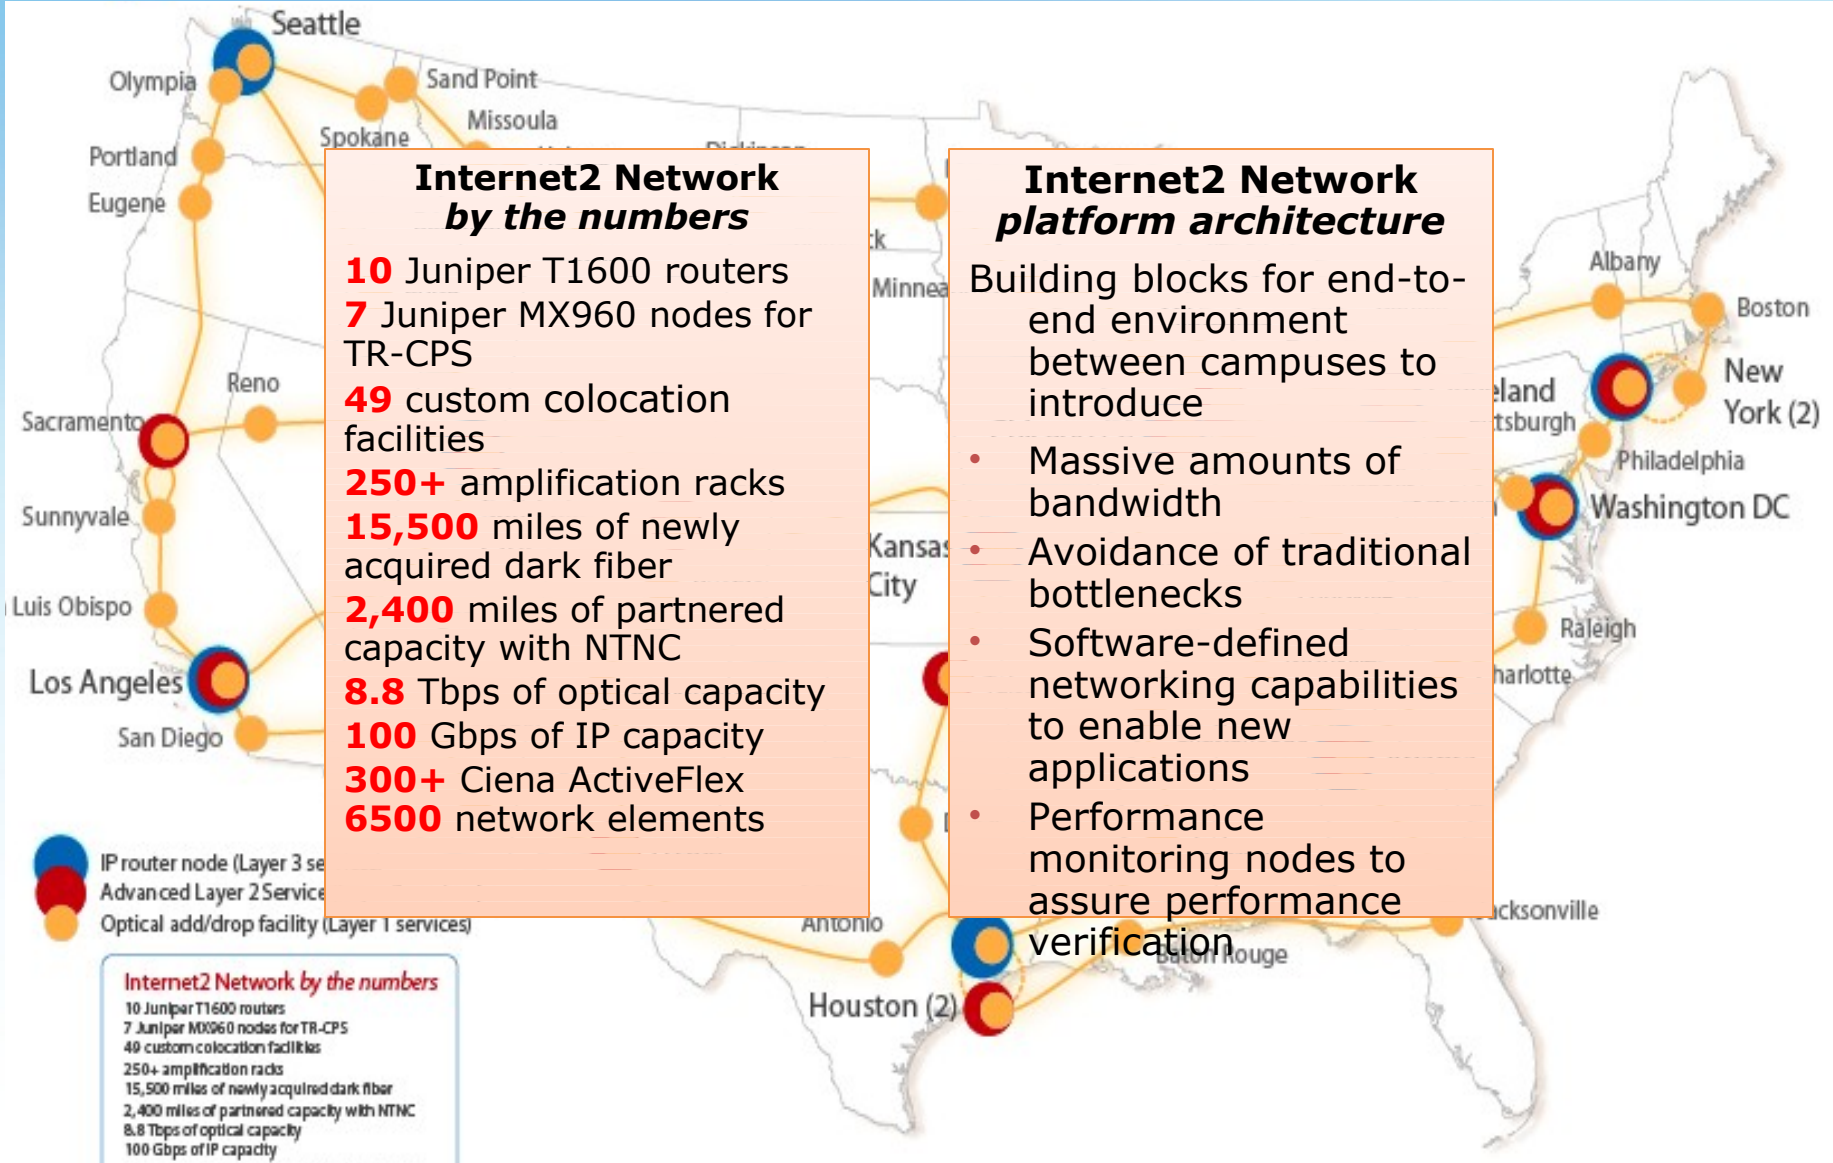 Seattle
Olympia
Sand Point
Spokane
Missoula
Portland
Eugene
Sacramento
Reno
Sunnyvale
Luis Obispo
Los Angeles
San Diego
Internet2 Network
by the numbers
10 Juniper T1600 routers
7 Juniper MX960 nodes for
TR-CPS
49 custom colocation
facilities
250+ amplification racks
15,500 miles of newly
acquired dark fiber
2,400 miles of partnered
capacity with NTNC
8.8 Tbps of optical capacity
100 Gbps of IP capacity
300+ Ciena ActiveFlex
6500 network elements
Kansas
City
Antonio
Houston (2)
Internet2 Network
platform architecture
Building blocks for end-to-
end environment
between campuses to
introduce
• Massive amounts of
bandwidth
• Avoidance of traditional
bottlenecks
• Software-defined
networking capabilities
to enable new
applications
• Performance
monitoring nodes to
assure performance
verification
Baton Rouge
Albany
Boston
New
York (2)
Philadelphia
Washington DC
Raleigh
IP router node (Layer 3 se
Advanced Layer 2 Service
Optical add/drop facility (Layer 1 services)
Internet2 Network by the numbers
10 Juniper T1600 routers
7 Juniper MX960 nodes for TR-CPS
49 custom colocation facilities
250+ amplification racks
15,500 miles of newly acquired dark fiber
2,400 miles of partnered capacity with NTNC
8.8 Tbps of optical capacity
100 Gbps of IP capacity